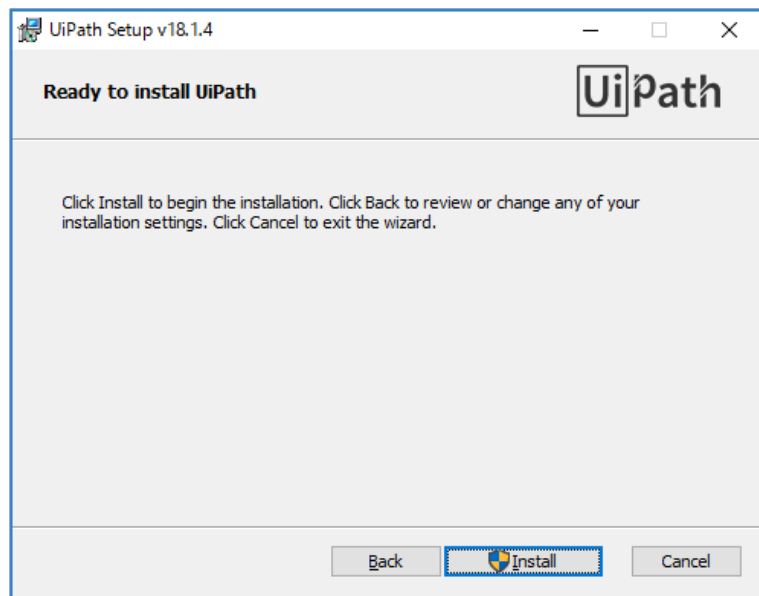 UiPath Setup v18.1.4
Ready to install UiPath
UiPath
Click Install to begin the installation. Click Back to review or change any of your
installation settings. Click Cancel to exit the wizard.
Back
Install
Cancel